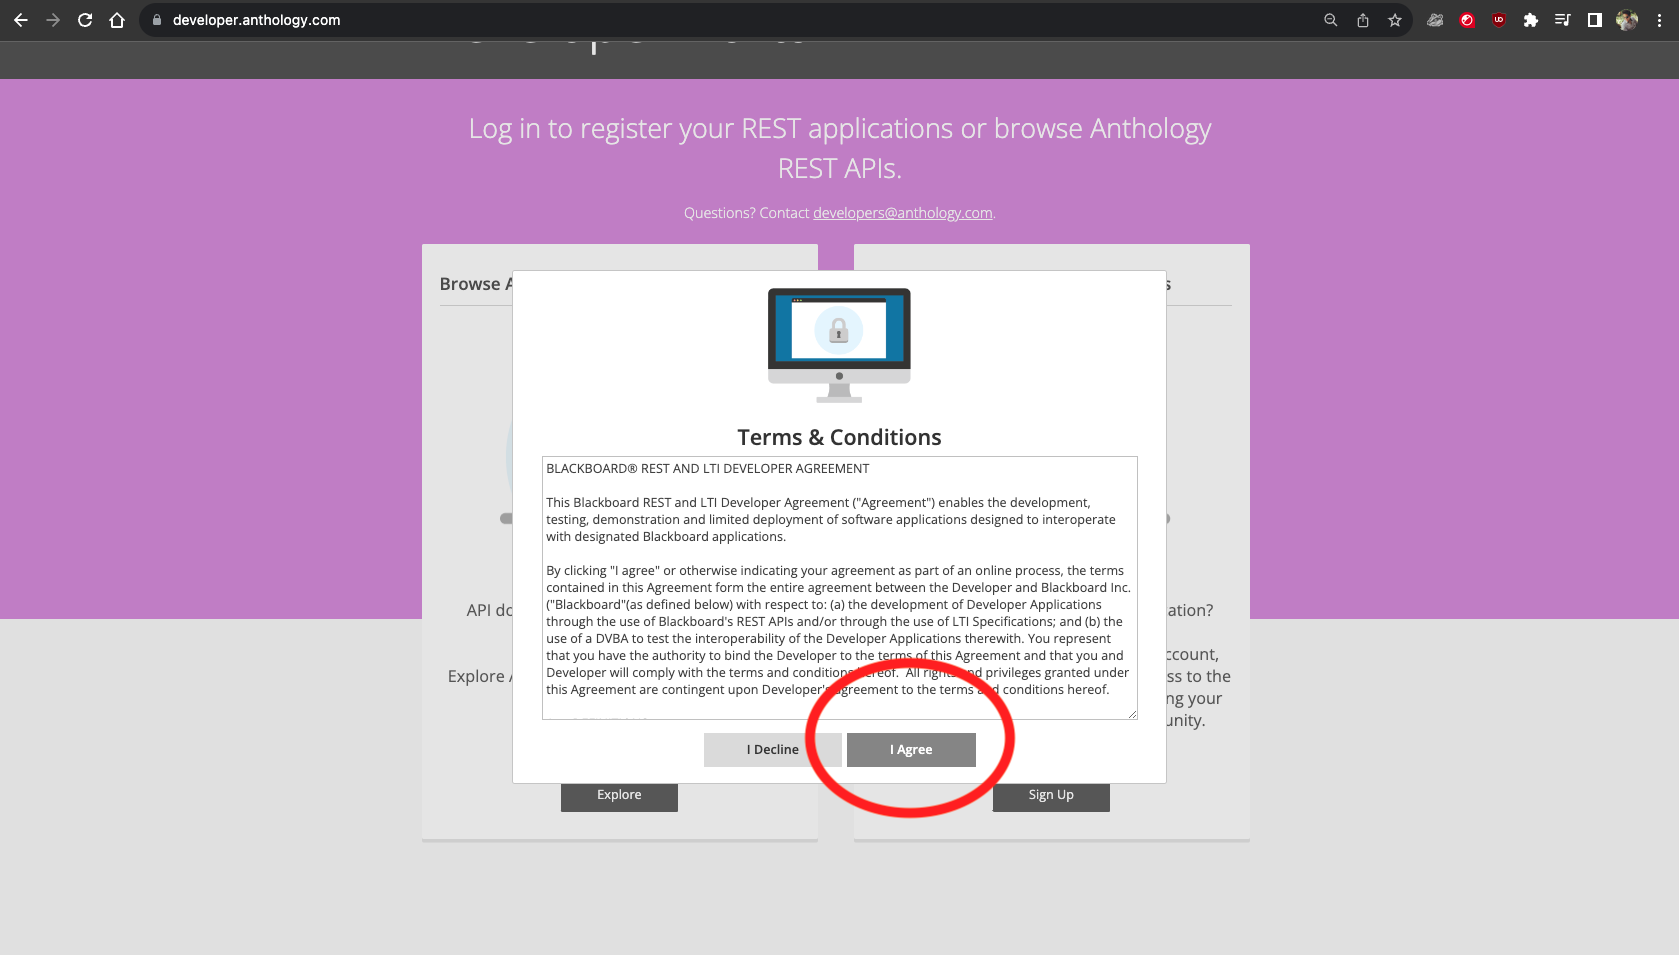 developer.anthology.com
Log in to register your REST applications or browse Anthology
REST APIs.
Questions? Contact developers@anthology.com.
Browse
Terms & Conditions
BLACKBOARD® REST AND LTI DEVELOPER AGREEMENT
This Blackboard REST and LTI Developer Agreement ("Agreement") enables the development,
testing, demonstration and limited deployment of software applications designed to interoperate
with designated Blackboard applications.
By clicking "I agree" or otherwise indicating your agreement as part of an online process, the terms
contained in this Agreement form the entire agreement between the Developer and Blackboard Inc.
("Blackboard"(as defined below) with respect to: (a) the development of Developer Applications
through the use of Blackboard's REST APIs and/or through the use of LTI Specifications; and (b) the
use of a DVBA to test the interoperability of the Developer Applications therewith. You represent
that you have the authority to bind the Developer to the terms of this Agreement and that you and
Developer will comply with the terms and conditions hereof. All rights and privileges granted under
this Agreement are contingent upon Developer's agreement to the terms and conditions hereof.
I Decline
I Agree
API
ation?
Explore
ccount,
ss to the
ng your
unity.
Explore
Sign Up